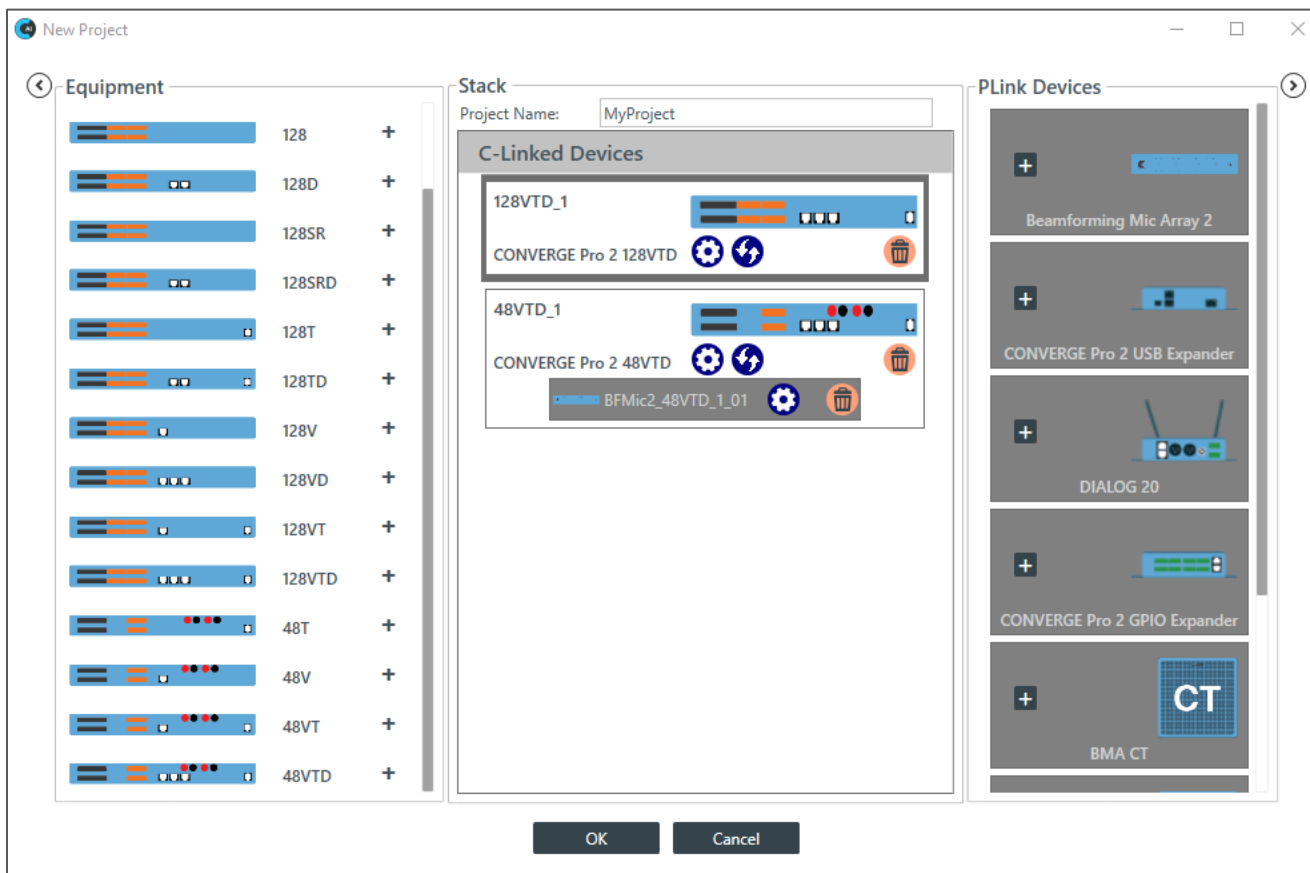 New Project
Equipment
128
128D
128SR
128SRD
128T
128TD
128V
128VD
128VT
128VTD
48T
48V
48VT
48VTD
Stack
Project Name: MyProject
C-Linked Devices
128VTD_1
CONVERGE Pro 2 128VTD
48VTD_1
CONVERGE Pro 2 48VTD
BFMic2_48VTD_1_01
PLink Devices
Beamforming Mic Array 2
CONVERGE Pro 2 USB Expander
DIALOG 20
CONVERGE Pro 2 GPIO Expander
CT
BMA CT
OK
Cancel